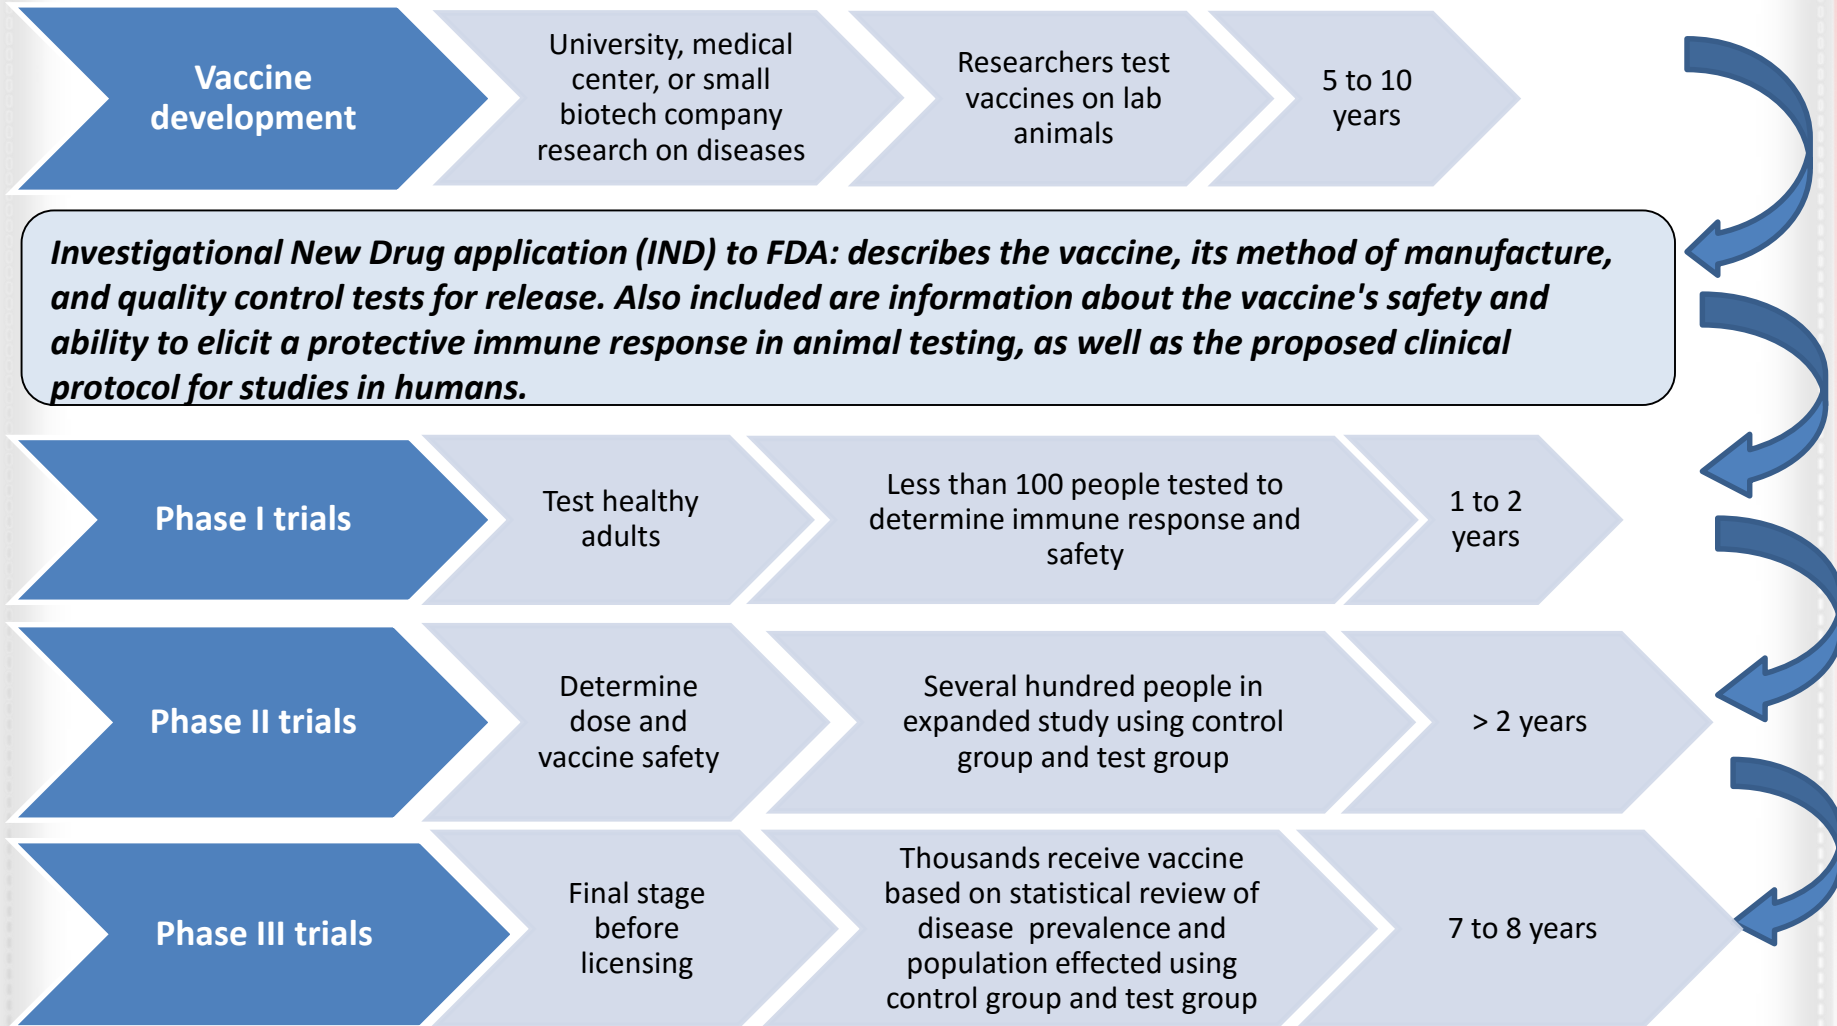 Vaccine
development
University, medical
center, or small
biotech company
research on diseases
Researchers test
vaccines on lab
animals
5 to 10
years
Investigational New Drug application (IND) to FDA: describes the vaccine, its method of manufacture,
and quality control tests for release. Also included are information about the vaccine's safety and
ability to elicit a protective immune response in animal testing, as well as the proposed clinical
protocol for studies in humans.
Phase I trials
Test healthy
adults
Less than 100 people tested to
determine immune response and
safety
1 to 2
years
Phase II trials
Determine
dose and
vaccine safety
Several hundred people in
expanded study using control
group and test group
> 2 years
Phase III trials
Final stage
before
licensing
Thousands receive vaccine
based on statistical review of
disease prevalence and
population effected using
control group and test group
7 to 8 years